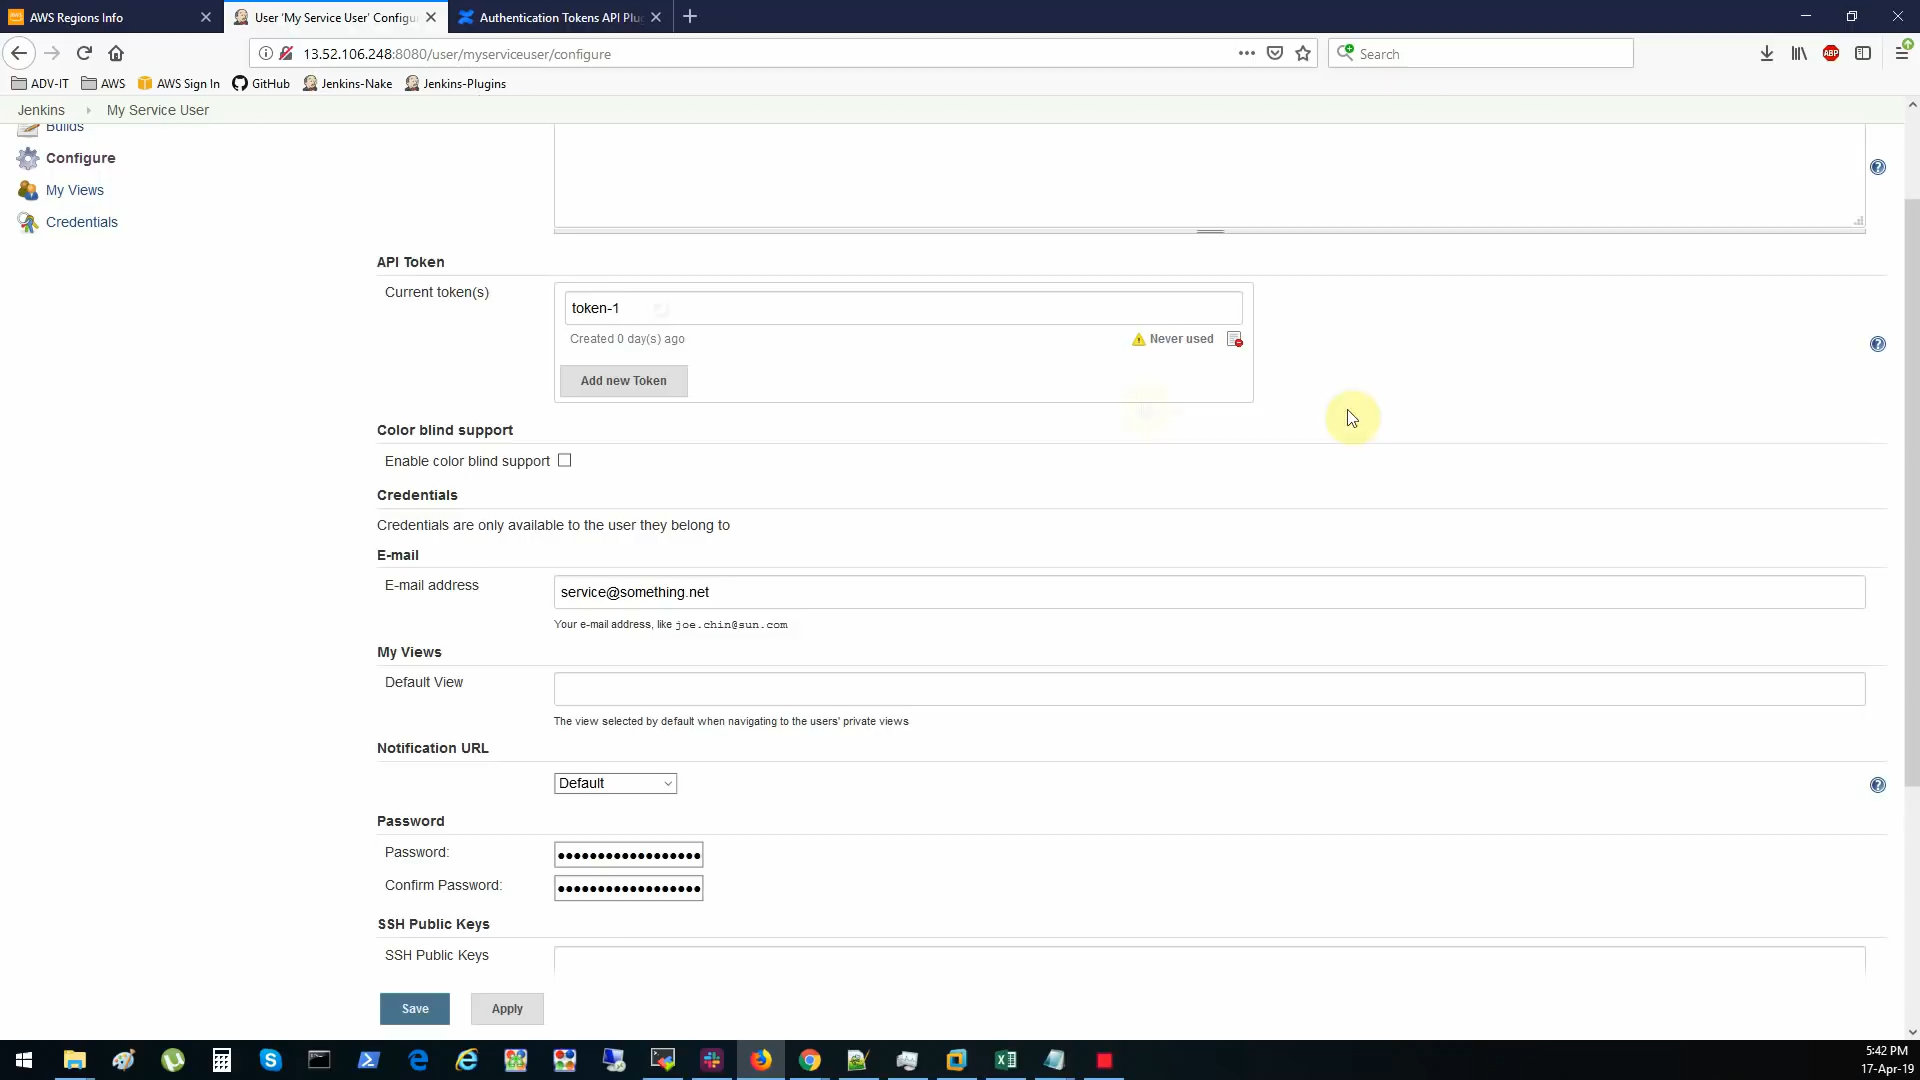 AWS Regions Info
User 'My Service User' Configu
Authentication Tokens API Plu
13.52.106.248:8080/user/myserviceuser/configure
Search
ADV-IT
AWS
AWS Sign In
GitHub
Jenkins-Nake
Jenkins-Plugins
Jenkins
My Service User
Builds
Configure
My Views
Credentials
API Token
Current token(s)
token-1
Created 0 day(s) ago
Never used
Add new Token
Color blind support
Enable color blind support
Credentials
Credentials are only available to the user they belong to
E-mail
E-mail address
service@something.net
Your e-mail address, like joe.chin@sun.com
My Views
Default View
The view selected by default when navigating to the users' private views
Notification URL
Default
Password
Password:
Confirm Password:
SSH Public Keys
SSH Public Keys
Save
Apply
5:42 PM
17-Apr-19